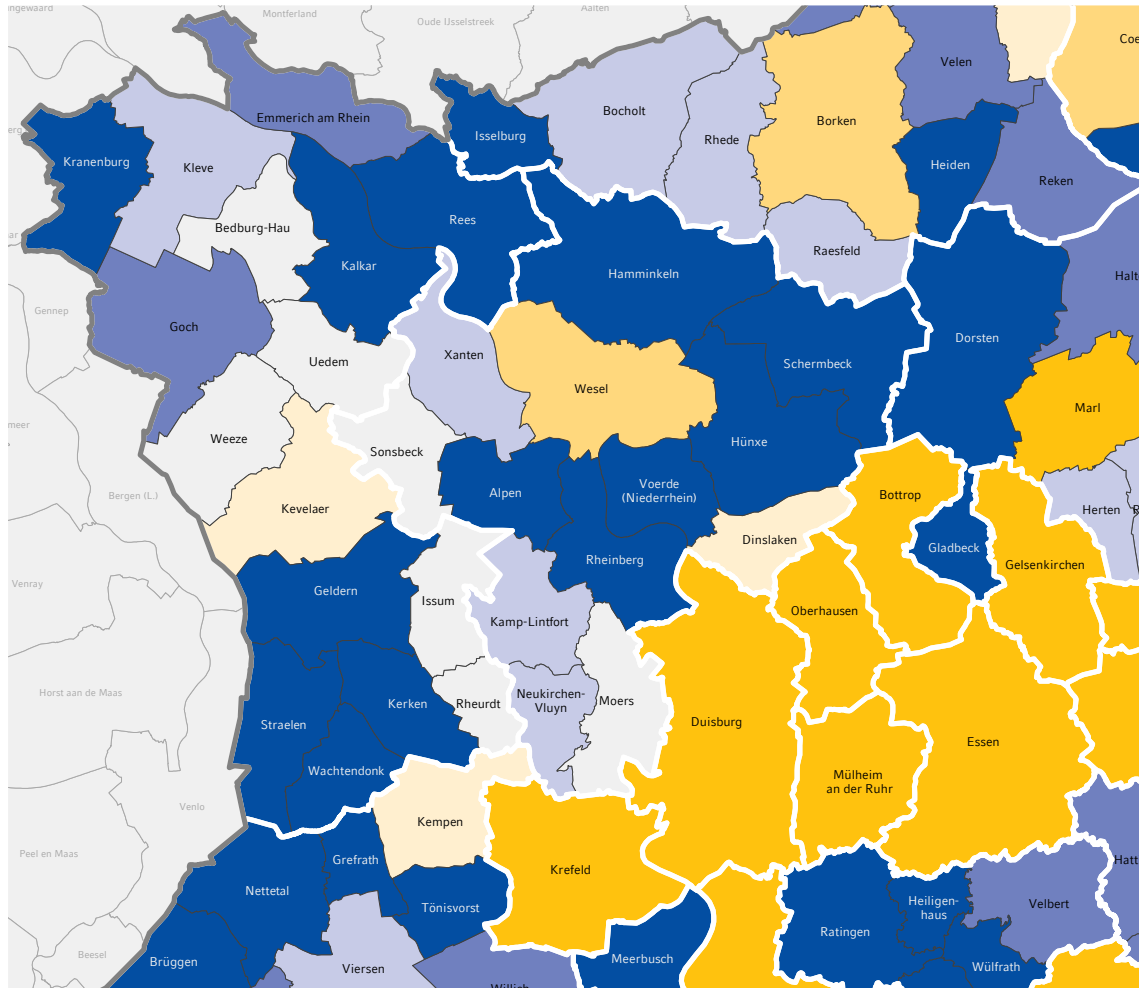 Montferland
Oude IJsselstreek
Aalten
Coe
Velen
Bocholt
Emmerich am Rhein
Borken
Isselburg
Rhede
Kranenburg
Kleve
Heiden
Reken
Rees
Bedburg-Hau
Raesfeld
Kalkar
Hamminkeln
Halte
Gennep
Goch
Dorsten
Xanten
Uedem
Schermbeck
Wesel
Marl
Weeze
Hünxe
Sonsbeck
Voerde
(Niederrhein)
Alpen
Bottrop
Bergen (L.)
Kevelaer
Herten
Dinslaken
Gladbeck
Rheinberg
Gelsenkirchen
Venray
Geldern
Issum
Oberhausen
Kamp-Lintfort
Horst aan de Maas
Neukirchen-
Vluyn
Moers
Kerken
Rheurdt
Duisburg
Straelen
Essen
Wachtendonk
Mülheim
an der Ruhr
Venlo
Kempen
Peel en Maas
Grefrath
Hatt
Krefeld
Nettetal
Heiligen-
haus
Velbert
Tönisvorst
Ratingen
Beesel
Meerbusch
Brüggen
Viersen
Wülfrath
Willich